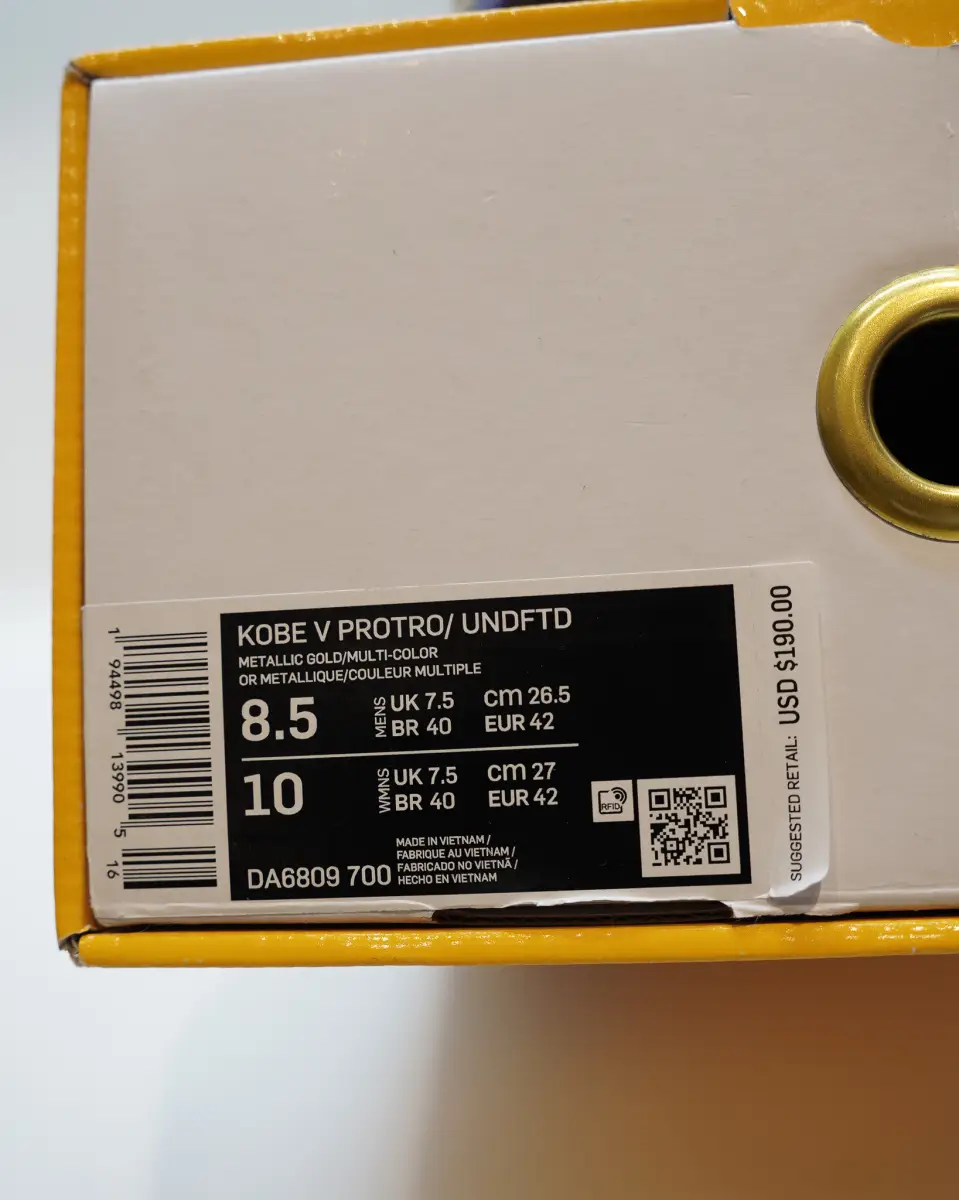 KOBE V PROTRO/ UNDFTD
METALLIC GOLD/MULTI-COLOR
OR METALLIQUE/COULEUR MULTIPLE
8.5 MENS UK 7.5 cm 26.5
BR 40 EUR 42
10 WMNS UK 7.5 cm 27
BR 40 EUR 42
RFID
MADE IN VIETNAM /
FABRIQUE AU VIETNAM /
FABRICADO NO VIETNÃ /
HECHO EN VIETNAM
DA6809 700
1 94498 13990 5 16
SUGGESTED RETAIL: USD $190.00